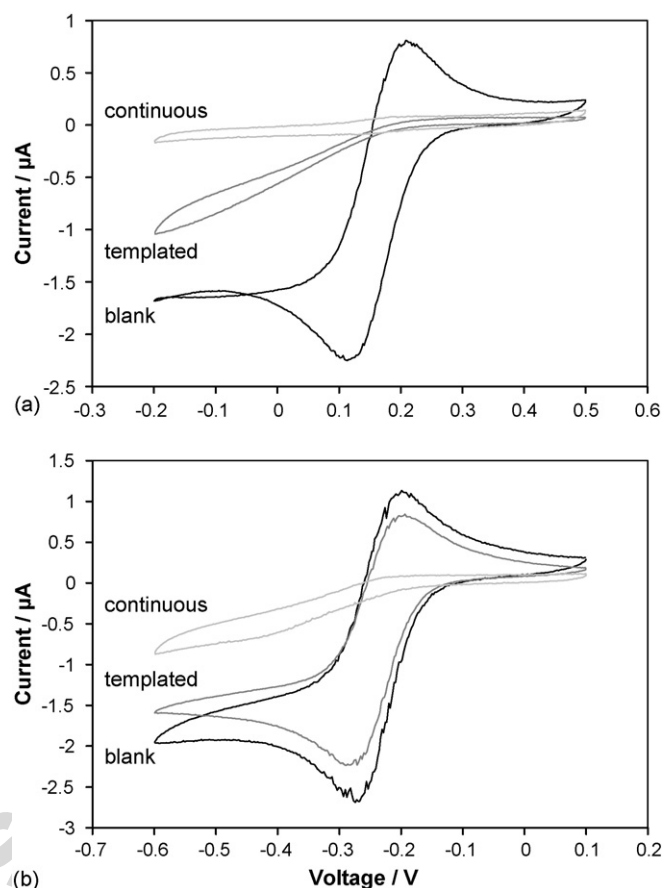 1
0.5
continuous
0
-0.5
Current / µA
-1
templated
-1.5
blank
-2
-2.5
(a)
-0.3 -0.2 -0.1 0 0.1 0.2 0.3 0.4 0.5 0.6
1.5
1
0.5
0
continuous
-0.5
Current / µA
-1
templated
-1.5
-2
blank
-2.5
-3
-0.7 -0.6 -0.5 -0.4 -0.3 -0.2 -0.1 0 0.1 0.2
(b)
Voltage / V